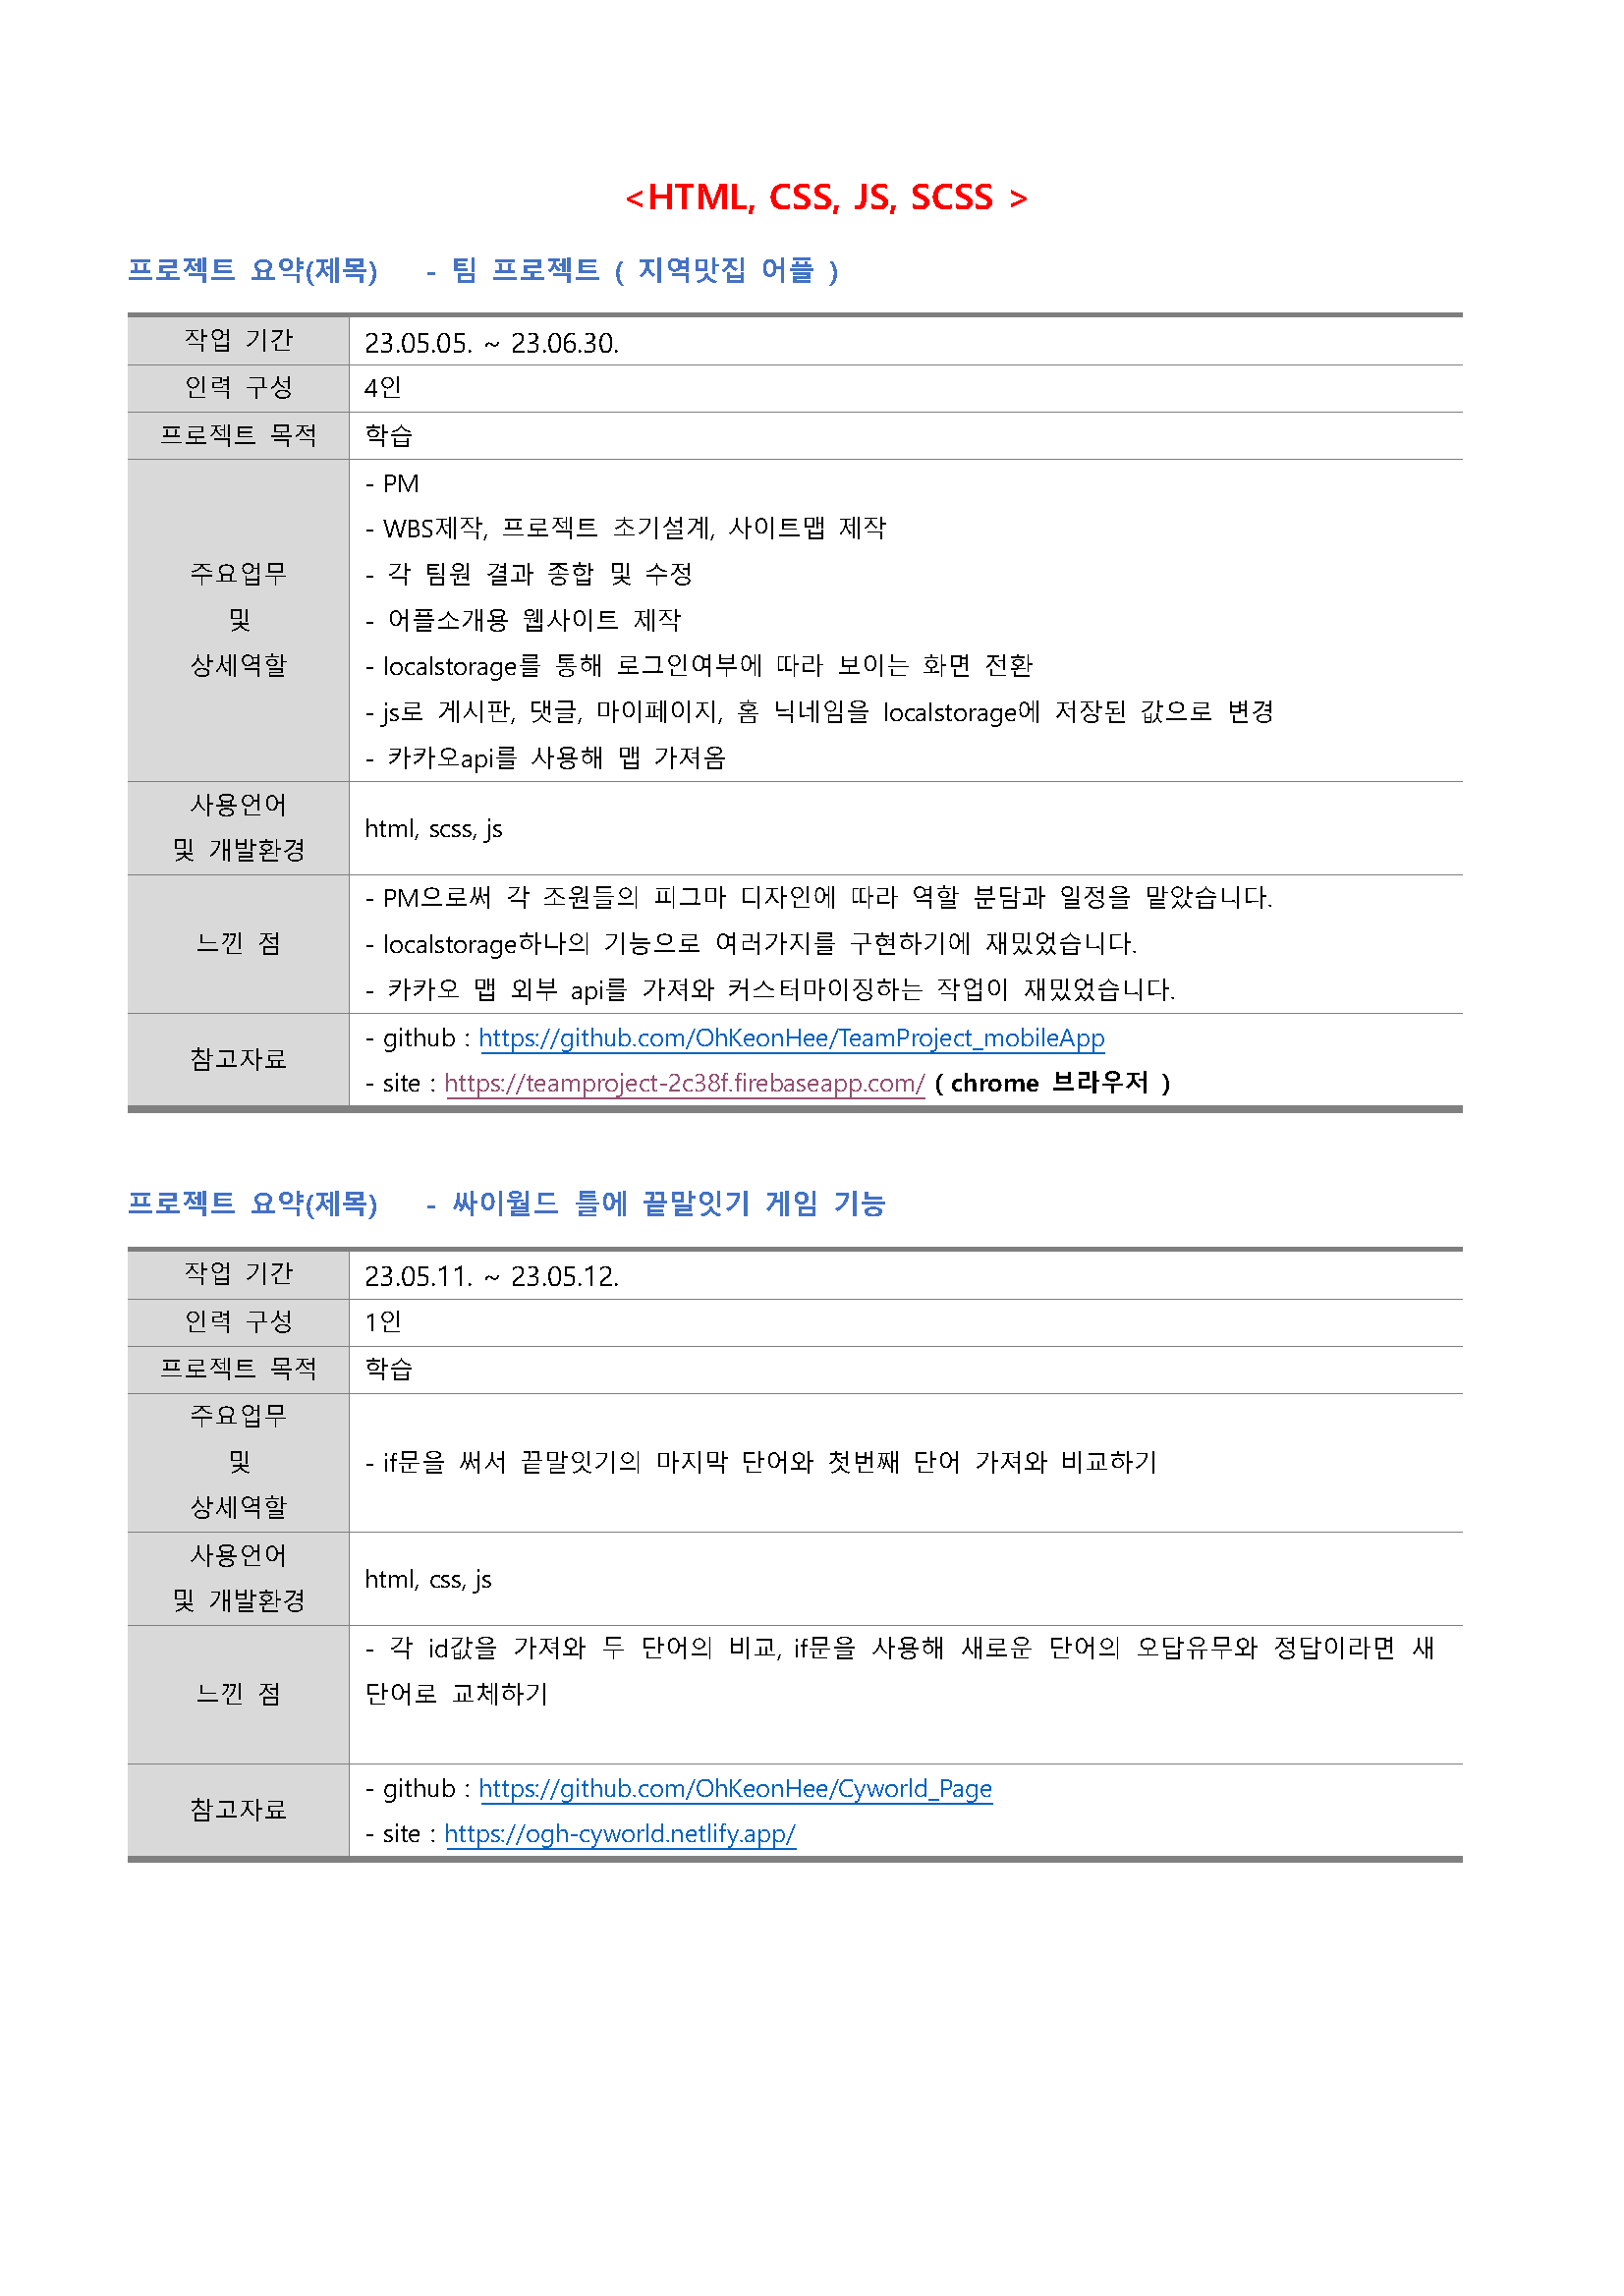 <HTML, CSS, JS, SCSS >
프로젝트 요약(제목) - 팀 프로젝트 ( 지역맛집 어플 )
작업 기간
23.05.05. ~ 23.06.30.
인력 구성
4인
프로젝트 목적
학습
주요업무
및
상세역할
- PM
- WBS제작, 프로젝트 초기설계, 사이트맵 제작
- 각 팀원 결과 종합 및 수정
- 어플소개용 웹사이트 제작
- localstorage를 통해 로그인여부에 따라 보이는 화면 전환
- js로 게시판, 댓글, 마이페이지, 홈 닉네임을 localstorage에 저장된 값으로 변경
- 카카오api를 사용해 맵 가져옴
사용언어
및 개발환경
html, scss, js
느낀 점
- PM으로써 각 조원들의 피그마 디자인에 따라 역할 분담과 일정을 맡았습니다.
- localstorage하나의 기능으로 여러가지를 구현하기에 재밌었습니다.
- 카카오 맵 외부 api를 가져와 커스터마이징하는 작업이 재밌었습니다.
참고자료
- github : https://github.com/OhKeonHee/TeamProject_mobileApp
- site : https://teamproject-2c38f.firebaseapp.com/ ( chrome 브라우저 )
프로젝트 요약(제목) - 싸이월드 틀에 끝말잇기 게임 기능
작업 기간
23.05.11. ~ 23.05.12.
인력 구성
1인
프로젝트 목적
학습
주요업무
및
상세역할
- if문을 써서 끝말잇기의 마지막 단어와 첫번째 단어 가져와 비교하기
사용언어
및 개발환경
html, css, js
느낀 점
- 각 id값을 가져와 두 단어의 비교, if문을 사용해 새로운 단어의 오답유무와 정답이라면 새
단어로 교체하기
참고자료
- github : https://github.com/OhKeonHee/Cyworld_Page
- site : https://ogh-cyworld.netlify.app/